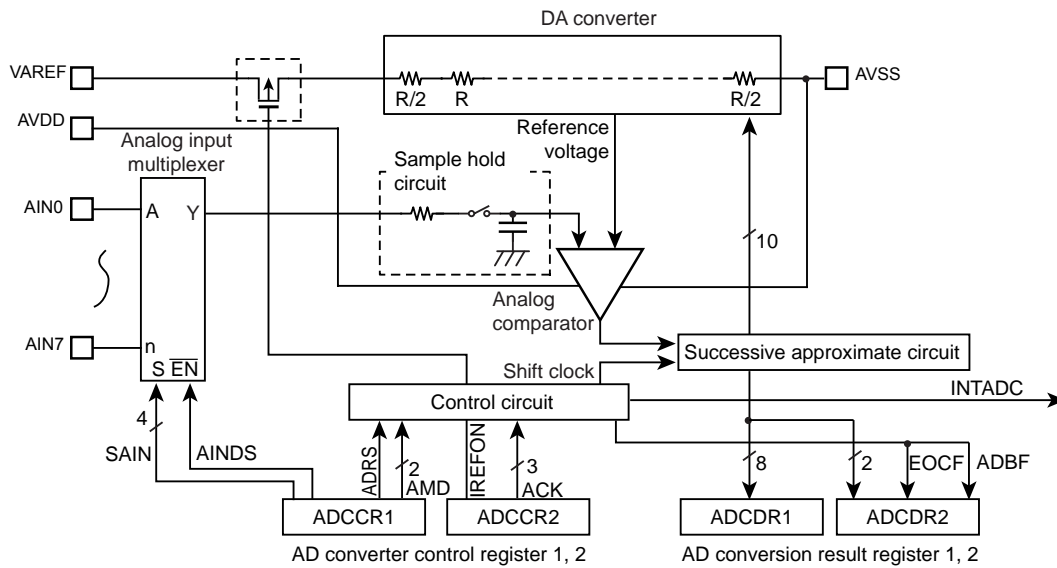 DA converter
VAREF
AVSS
R/2
R
R/2
AVDD
Analog input
multiplexer
Reference
voltage
Sample hold
circuit
AIN0
A
Y
10
Analog
comparator
AIN7
n
S EN
Successive approximate circuit
Shift clock
INTADC
Control circuit
4
SAIN
AINDS
ADRS
2
AMD
IREFON
3
ACK
8
2
EOCF
ADBF
ADCCR1
ADCCR2
ADCDR1
ADCDR2
AD converter control register 1, 2
AD conversion result register 1, 2